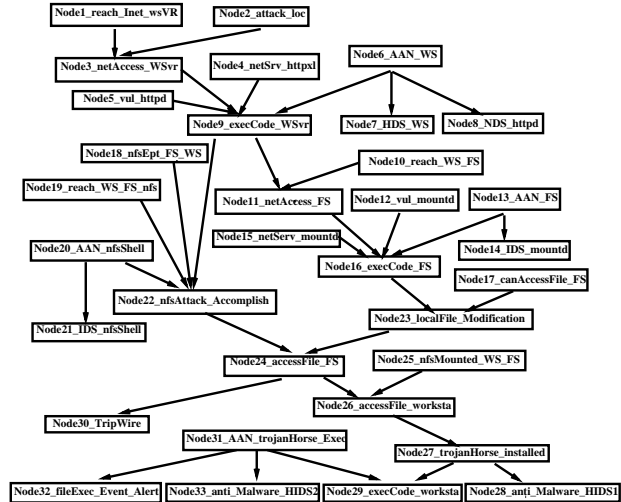 Node1_reach_Inet_wsVR
Node2_attack_loc
Node3_netAccess_WSvr
Node4_netSrv_httpxl
Node6_AAN_WS
Node5_vul_httpd
Node9_execCode_WSvr
Node7_HDS_WS
Node8_NDS_httpd
Node18_nfsEpt_FS_WS
Node10_reach_WS_FS
Node19_reach_WS_FS_nfs
Node11_netAccess_FS
Node12_vul_mountd
Node13_AAN_FS
Node15_netServ_mountd
Node20_AAN_nfsShell
Node14_IDS_mountd
Node16_execCode_FS
Node17_canAccessFile_FS
Node22_nfsAttack_Accomplish
Node23_localFile_Modification
Node21_IDS_nfsShell
Node24_accessFile_FS
Node25_nfsMounted_WS_FS
Node26_accessFile_worksta
Node30_TripWire
Node31_AAN_trojanHorse_Exec
Node27_trojanHorse_installed
Node32_fileExec_Event_Alert
Node33_anti_Malware_HIDS2
Node29_execCode_worksta
Node28_anti_Malware_HIDS1